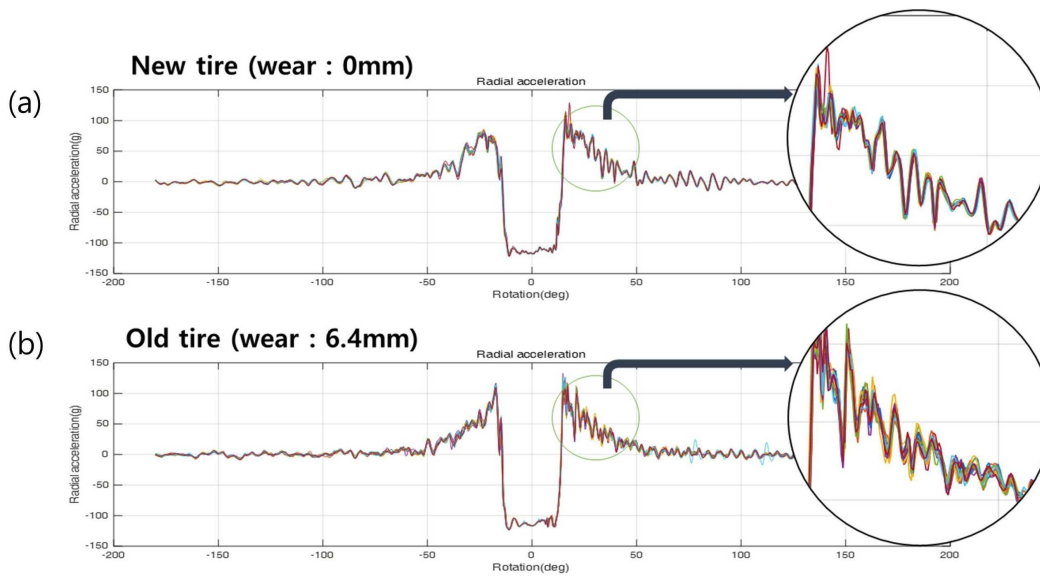 New tire (wear : 0mm)
(a)
Radial acceleration
Radial acceleration(g)
150
100
50
0
-50
-100
-150
-200 -150 -100 -50 0 50 100 150 200
Rotation(deg)
Old tire (wear : 6.4mm)
(b)
Radial acceleration
Radial acceleration(g)
150
100
50
0
-50
-100
-150
-200 -150 -100 -50 0 50 100 150 200
Rotation(deg)